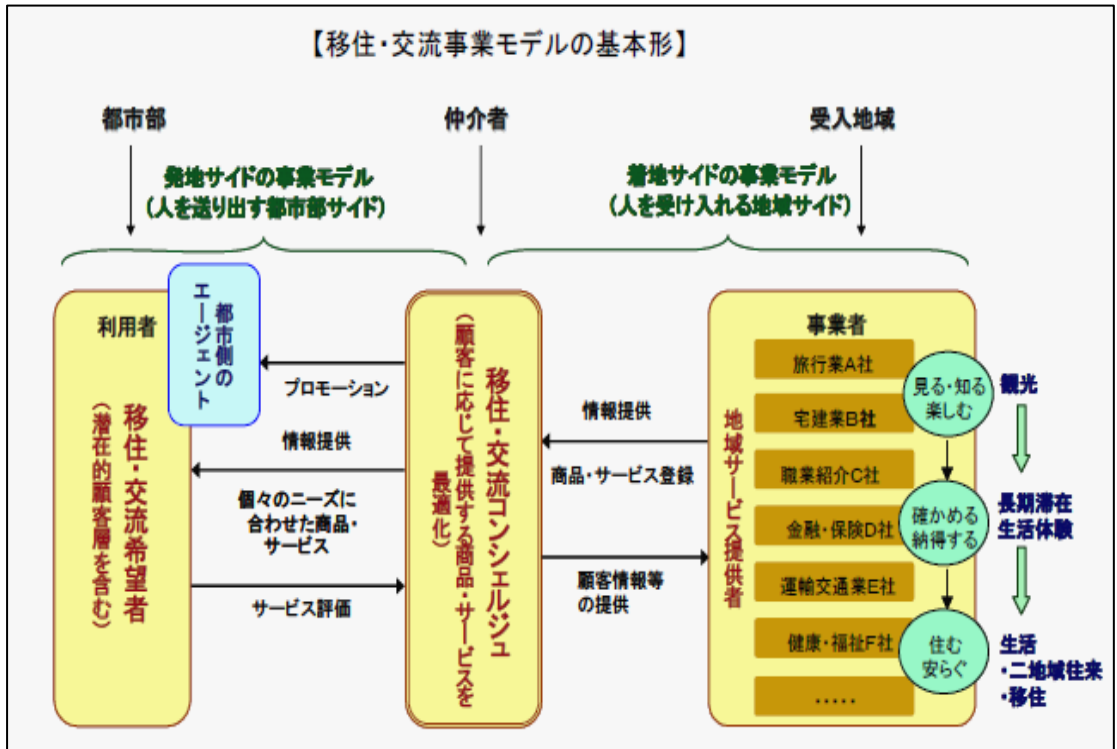 【移住・交流事業モデルの基本形】
都市部
仲介者
受入地域
発地サイドの事業モデル
(人を送り出す都市部サイド)
着地サイドの事業モデル
(人を受け入れる地域サイド)
利用者
移住・交流希望者
(潜在的顧客層を含む)
都市側の
エージェント
プロモーション
情報提供
個々のニーズに
合わせた商品・
サービス
サービス評価
移住・交流コンシェルジュ
(顧客に応じて提供する商品・サービスを
最適化)
情報提供
商品・サービス登録
顧客情報等
の提供
事業者
地域サービス提供者
旅行業A社
宅建業B社
職業紹介C社
金融・保険D社
運輸交通業E社
健康・福祉F社
・・・・・
見る・知る
楽しむ
確かめる
納得する
住む
安らぐ
観光
長期滞在
生活体験
生活
・二地域往来
・移住